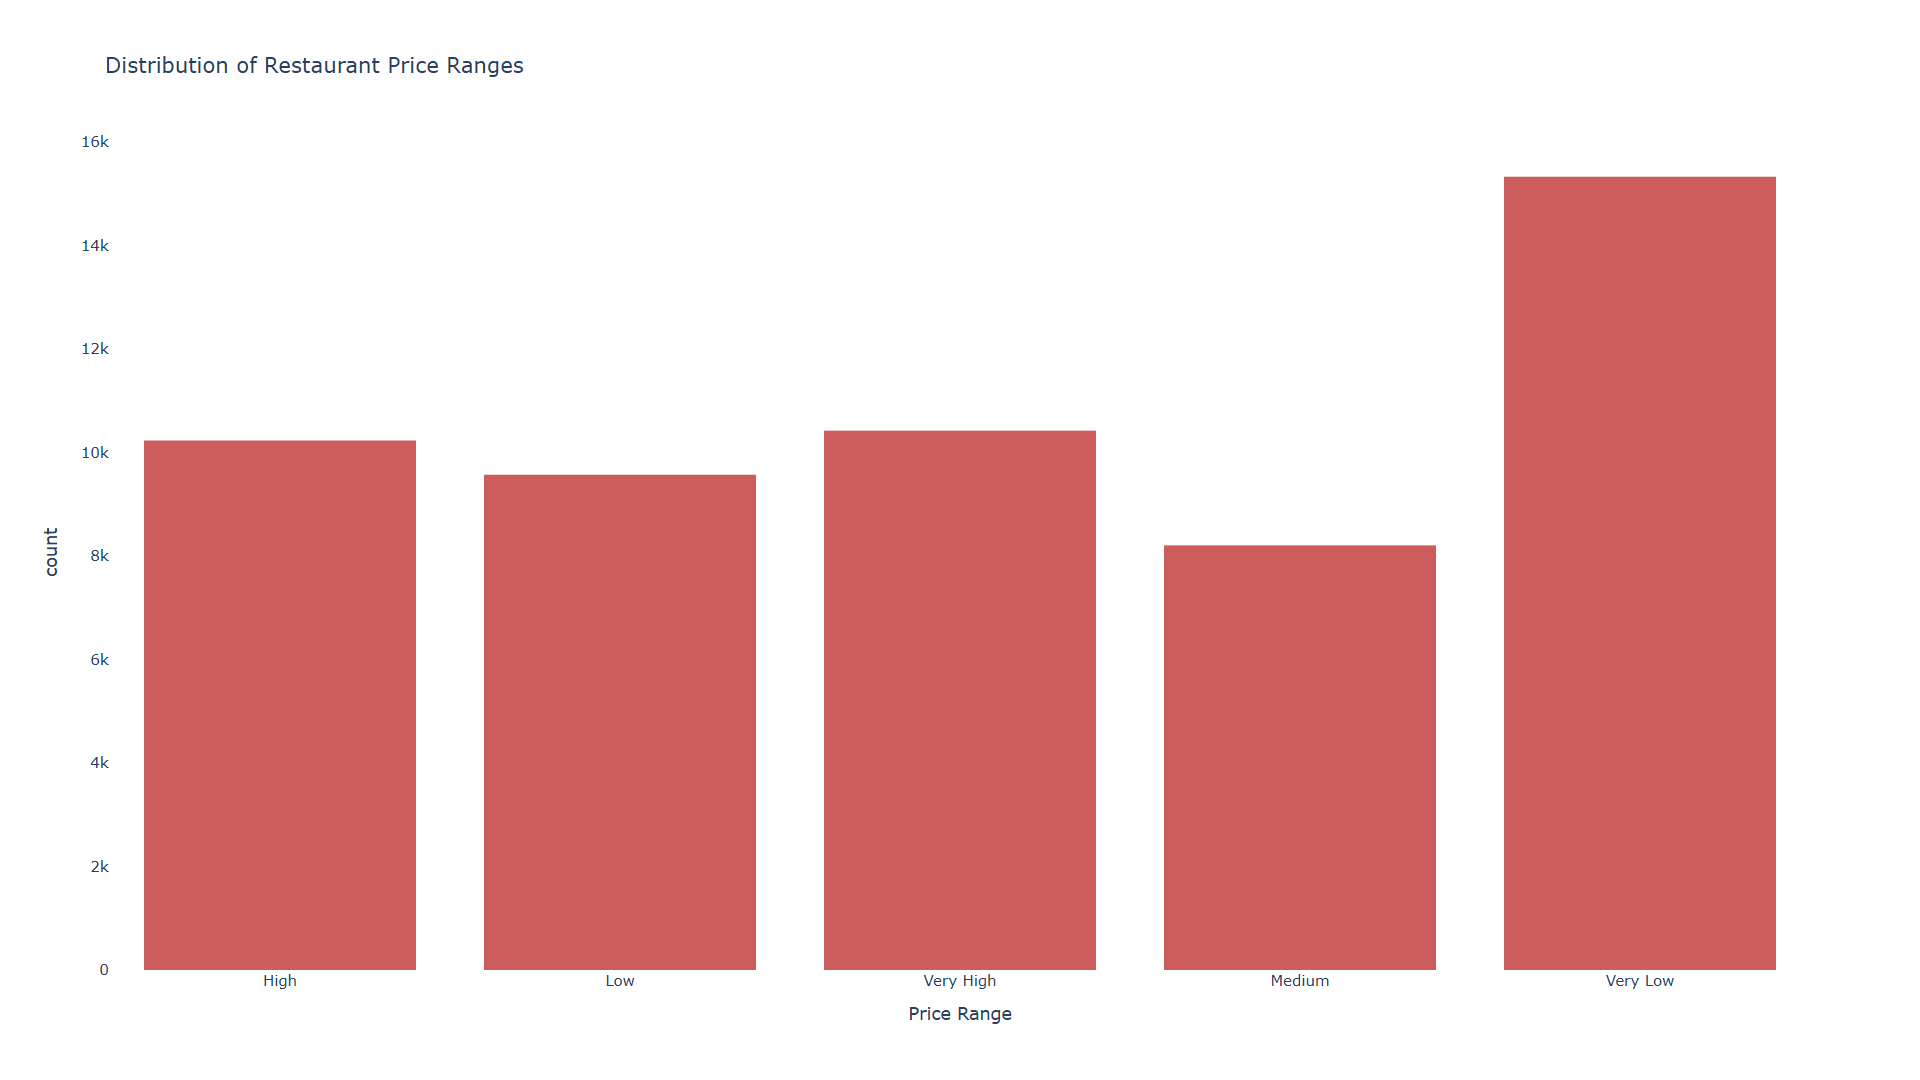 Distribution of Restaurant Price Ranges
16k
14k
12k
10k
8k
6k
4k
2k
0
count
High
Low
Very High
Medium
Very Low
Price Range